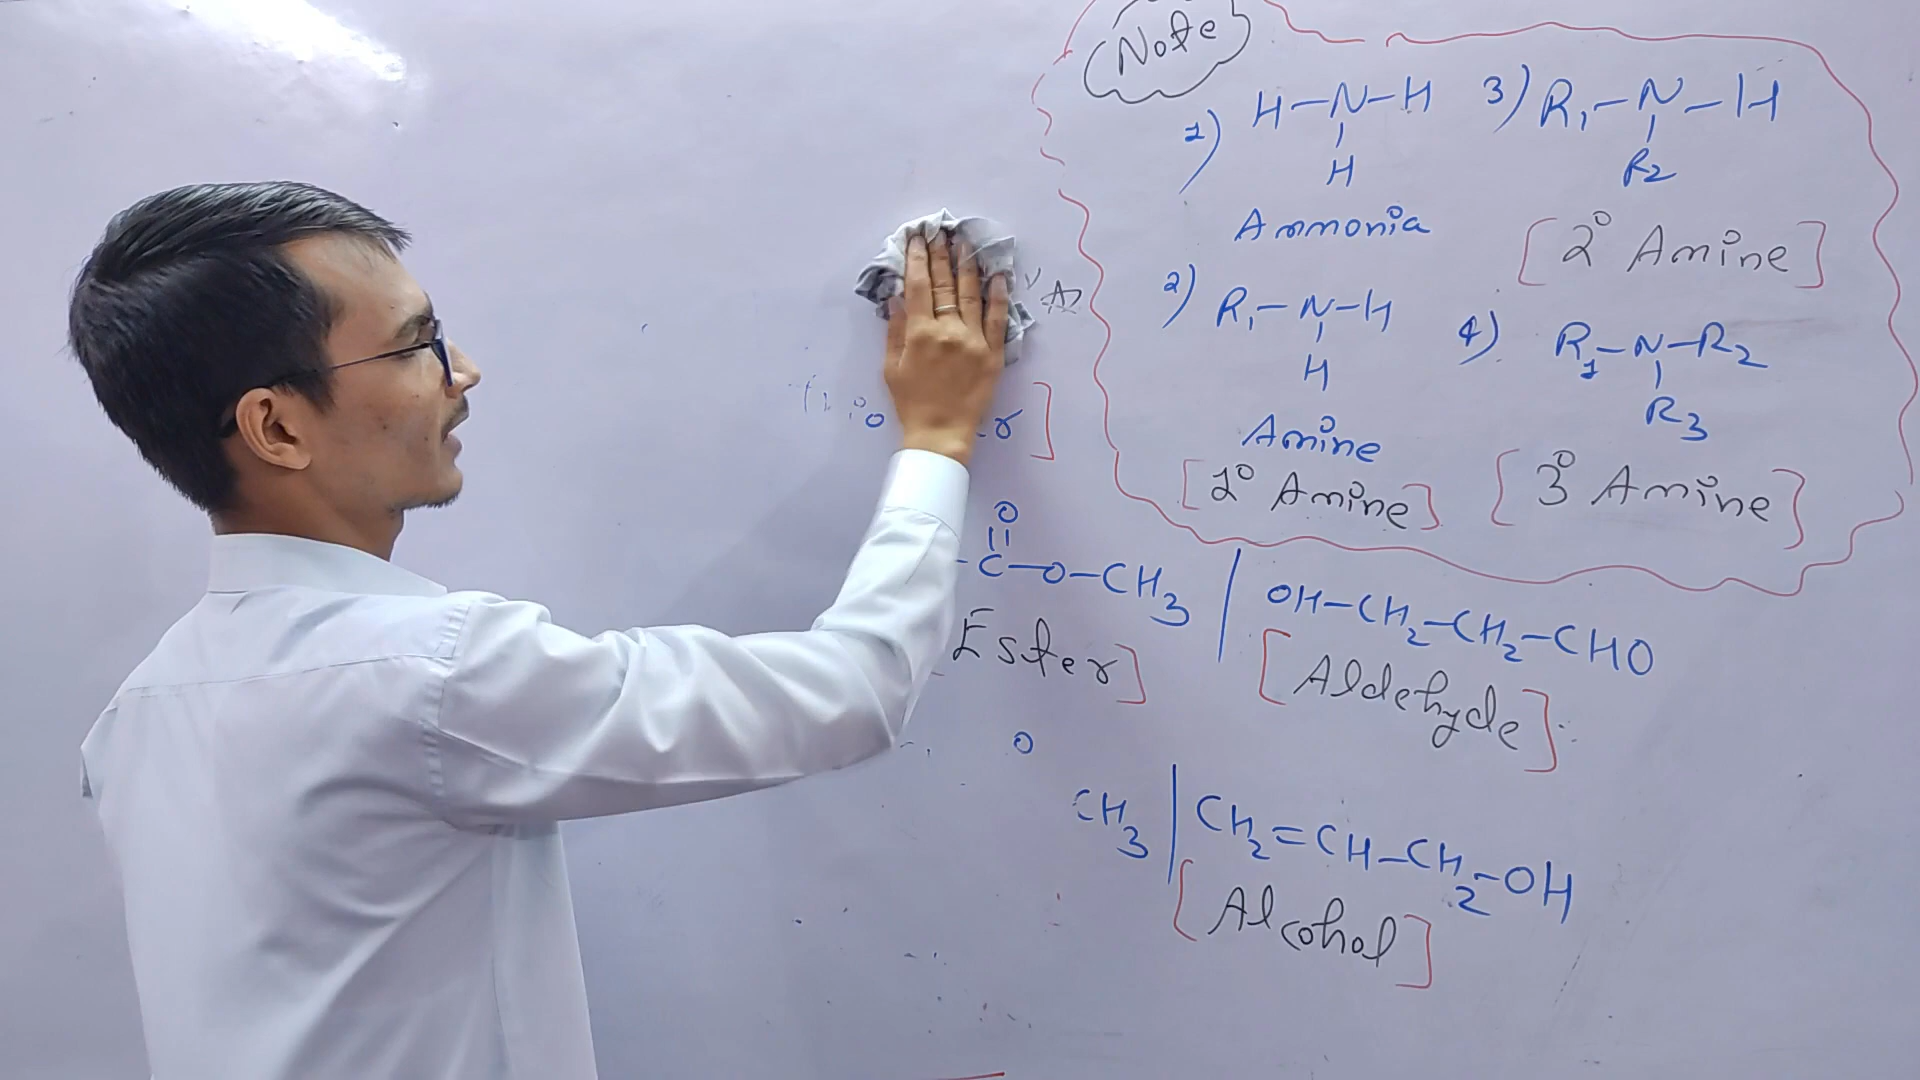 Note
1) H-N-H
H
Ammonia
2) R1-N-H
H
Amine
[1° Amine]
3) R1-N-H
R2
[2° Amine]
4) R1-N-R2
R3
[3° Amine]
O
-C-O-CH3
Ester]
OH-CH2-CH2-CHO
[Aldehyde]
O
CH3
CH2=CH-CH2-OH
[Alcohol]